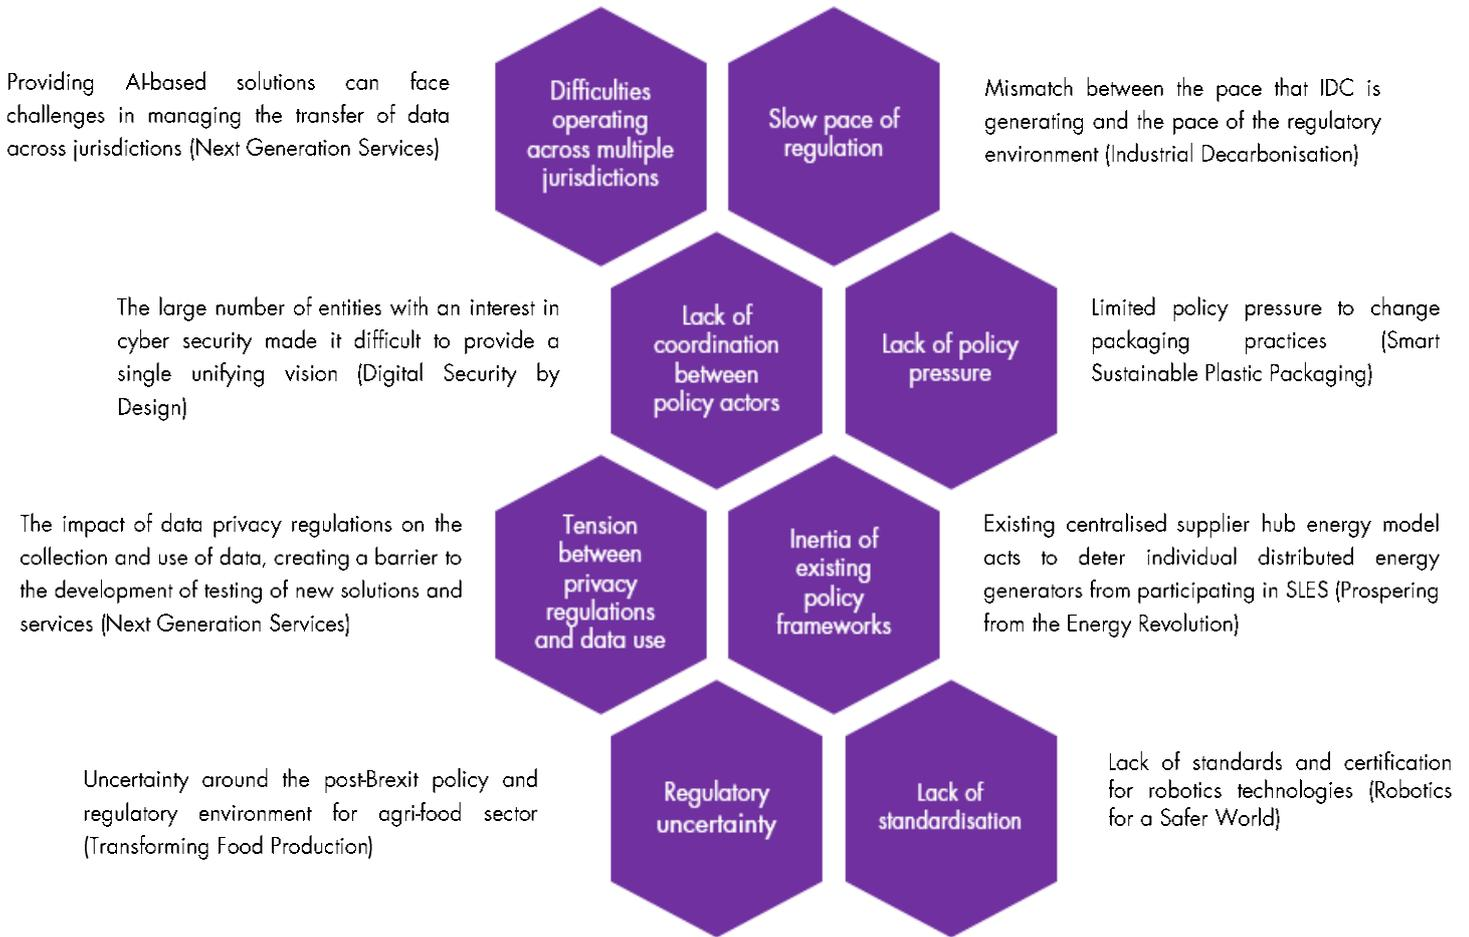 Providing AI-based solutions can face
challenges in managing the transfer of data
across jurisdictions (Next Generation Services)
Difficulties
operating
across multiple
jurisdictions
Slow pace of
regulation
Mismatch between the pace that IDC is
generating and the pace of the regulatory
environment (Industrial Decarbonisation)
The large number of entities with an interest in
cyber security made it difficult to provide a
single unifying vision (Digital Security by
Design)
Lack of
coordination
between
policy actors
Lack of policy
pressure
Limited policy pressure to change
packaging practices (Smart
Sustainable Plastic Packaging)
The impact of data privacy regulations on the
collection and use of data, creating a barrier to
the development of testing of new solutions and
services (Next Generation Services)
Tension
between
privacy
regulations
and data use
Inertia of
existing
policy
frameworks
Existing centralised supplier hub energy model
acts to deter individual distributed energy
generators from participating in SLES (Prospering
from the Energy Revolution)
Uncertainty around the post-Brexit policy and
regulatory environment for agri-food sector
(Transforming Food Production)
Regulatory
uncertainty
Lack of
standardisation
Lack of standards and certification
for robotics technologies (Robotics
for a Safer World)